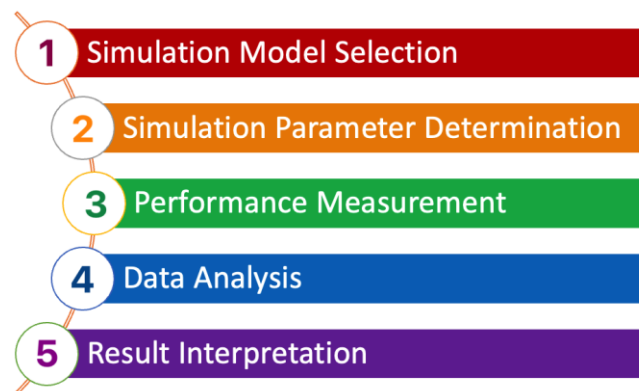 1 Simulation Model Selection
2 Simulation Parameter Determination
3 Performance Measurement
4 Data Analysis
5 Result Interpretation